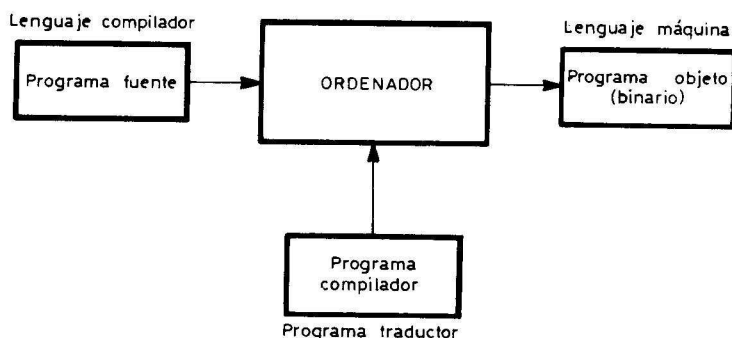 Lenguaje compilador
Programa fuente
ORDENADOR
Lenguaje máquina
Programa objeto
(binario)
Programa
compilador
Programa traductor